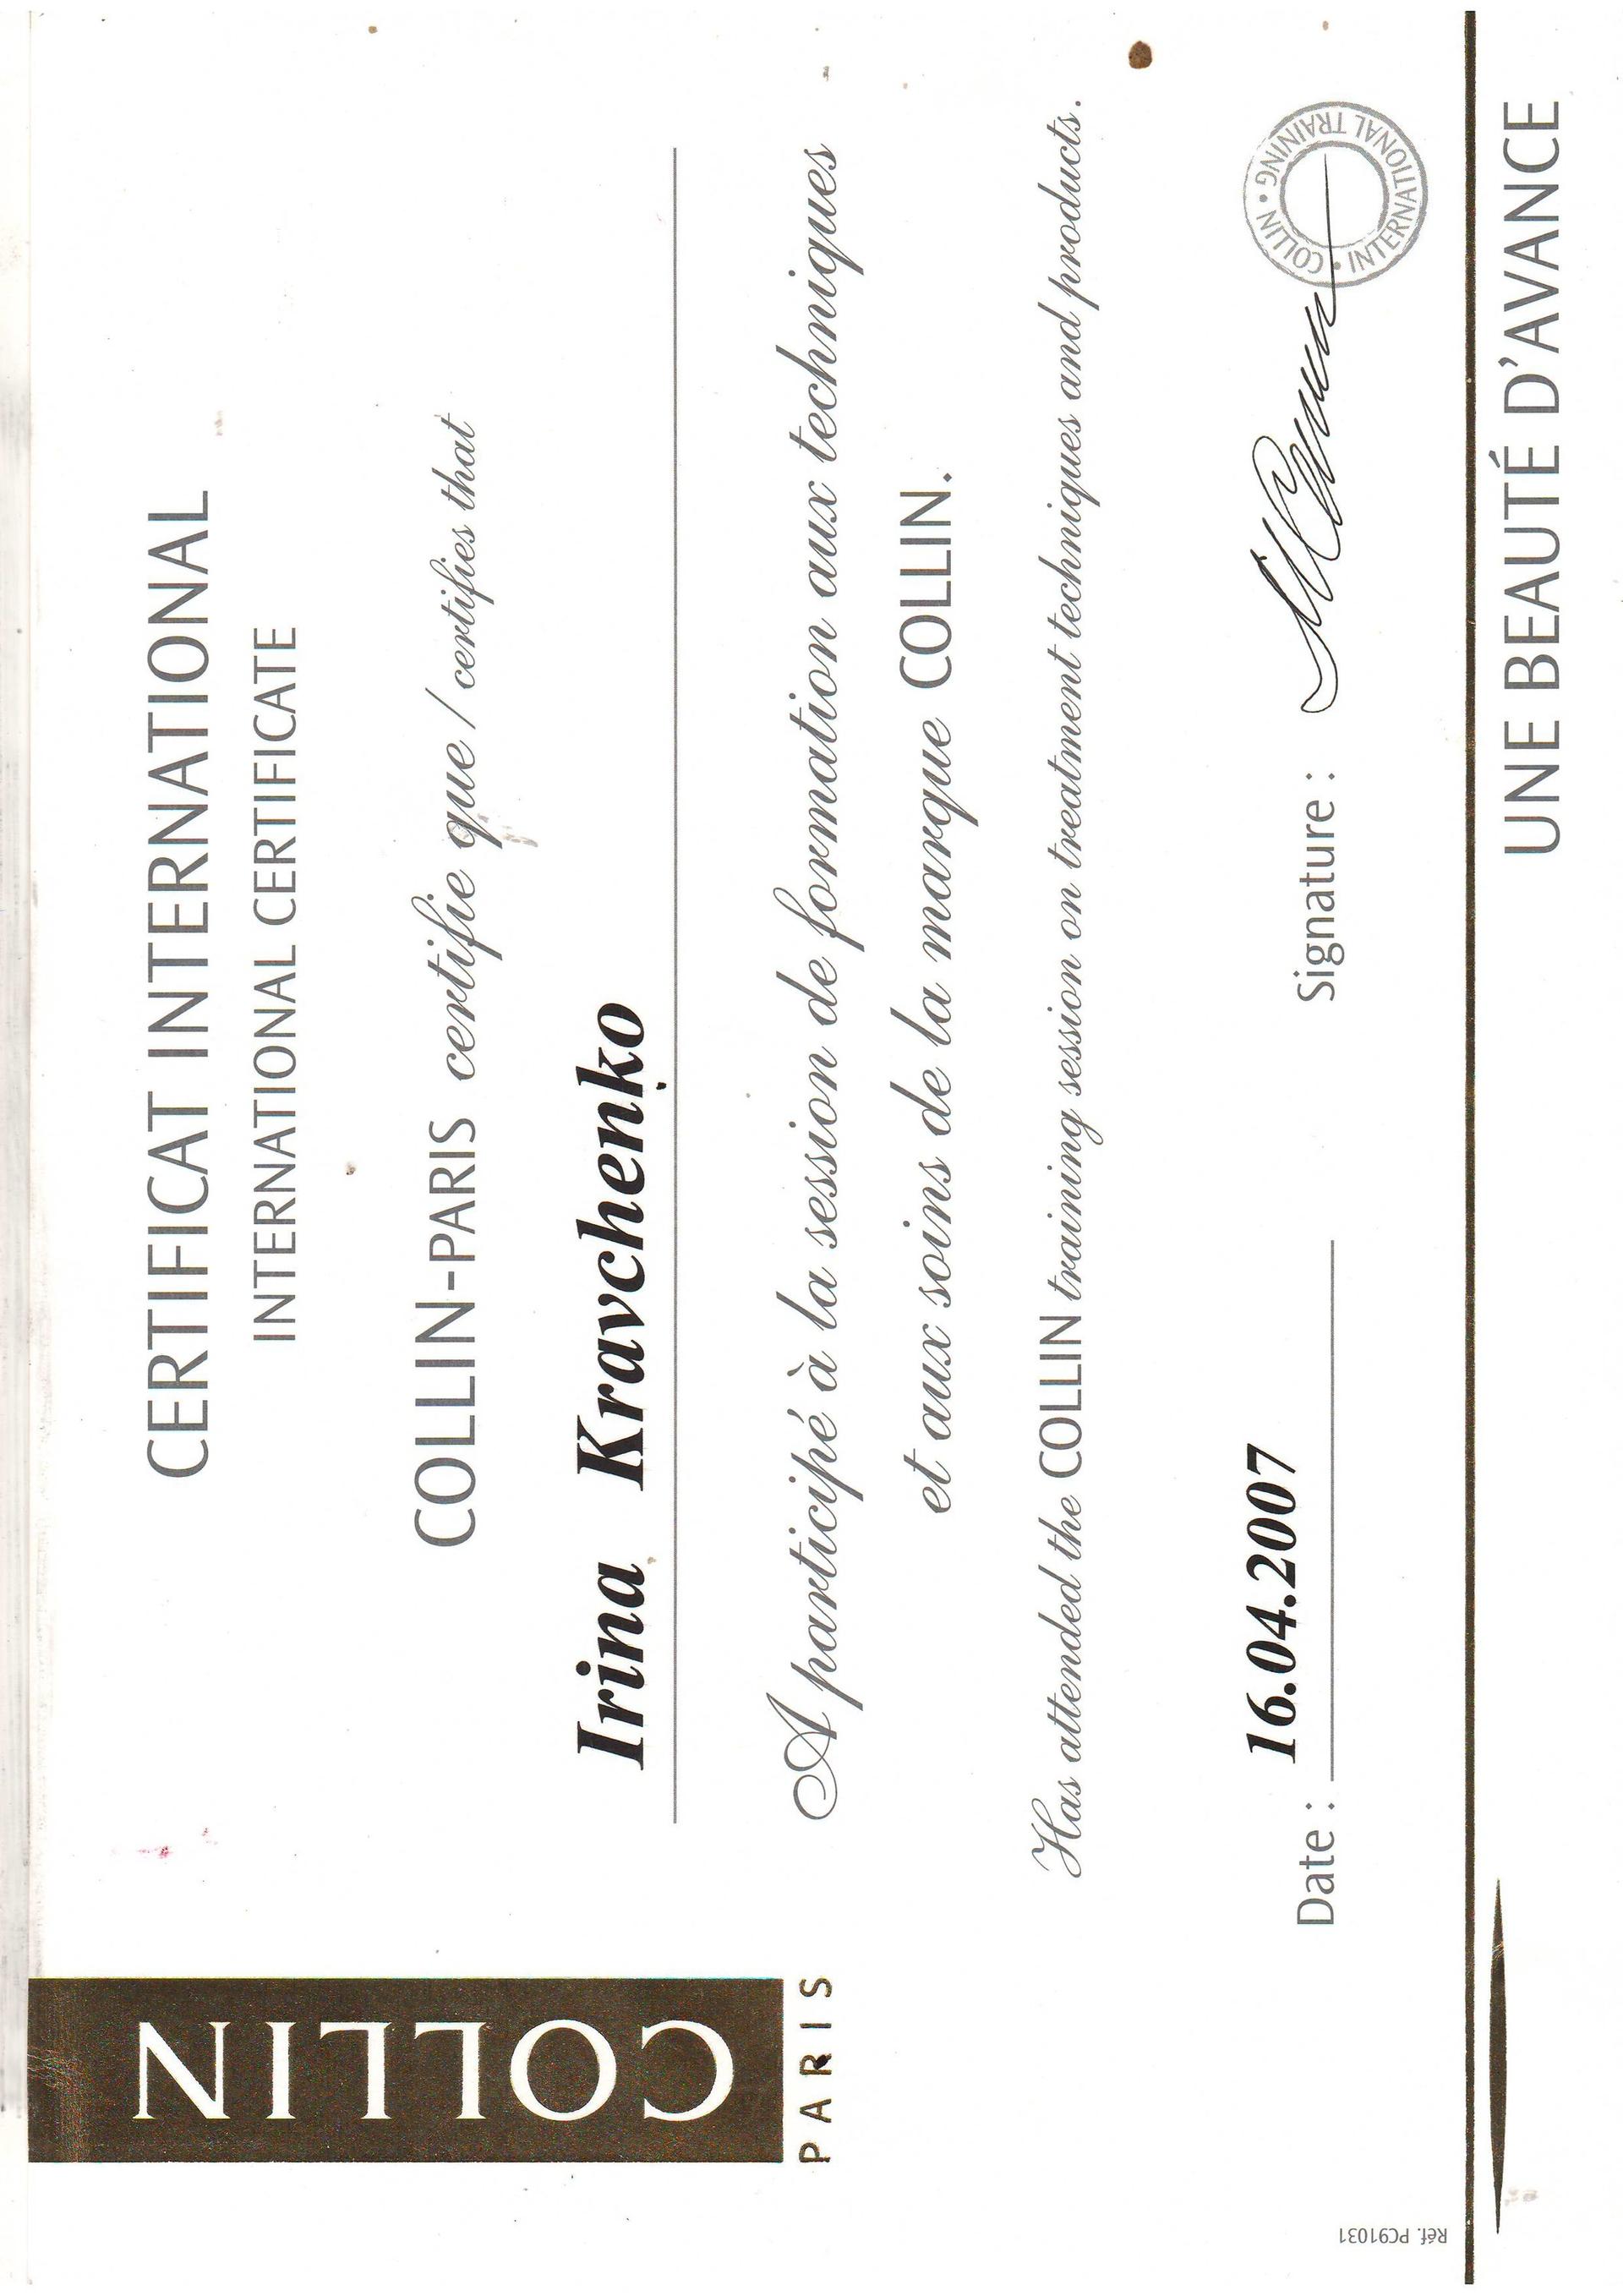 COLLIN
PARIS
CERTIFICAT INTERNATIONAL
INTERNATIONAL CERTIFICATE
COLLIN-PARIS certifie que / certifies that
Irina Kravchenko
A participé à la session de formation aux techniques
et aux soins de la marque COLLIN.
Has attended the COLLIN training session on treatment techniques and products.
Date : 16.04.2007
Signature :
COLLIN • INTERNATIONAL TRAINING •
UNE BEAUTÉ D'AVANCE
Réf. PC91031